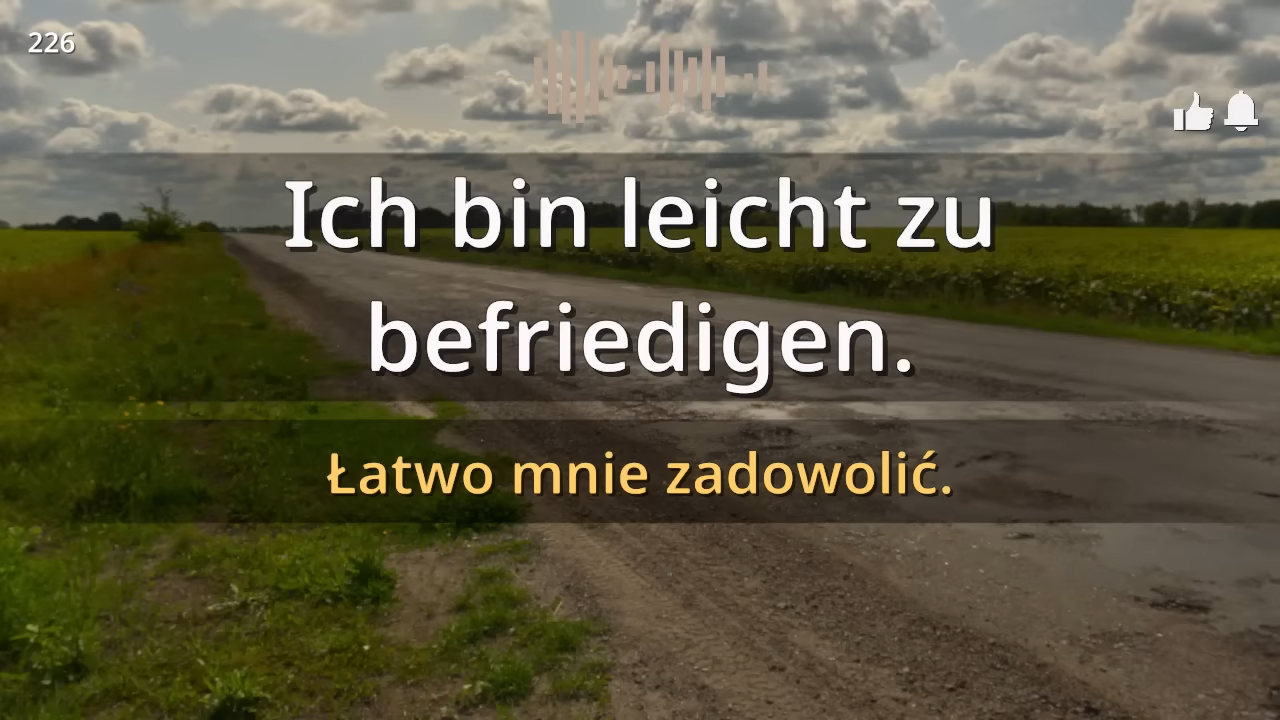 226
Ich bin leicht zu
befriedigen.
Łatwo mnie zadowolić.